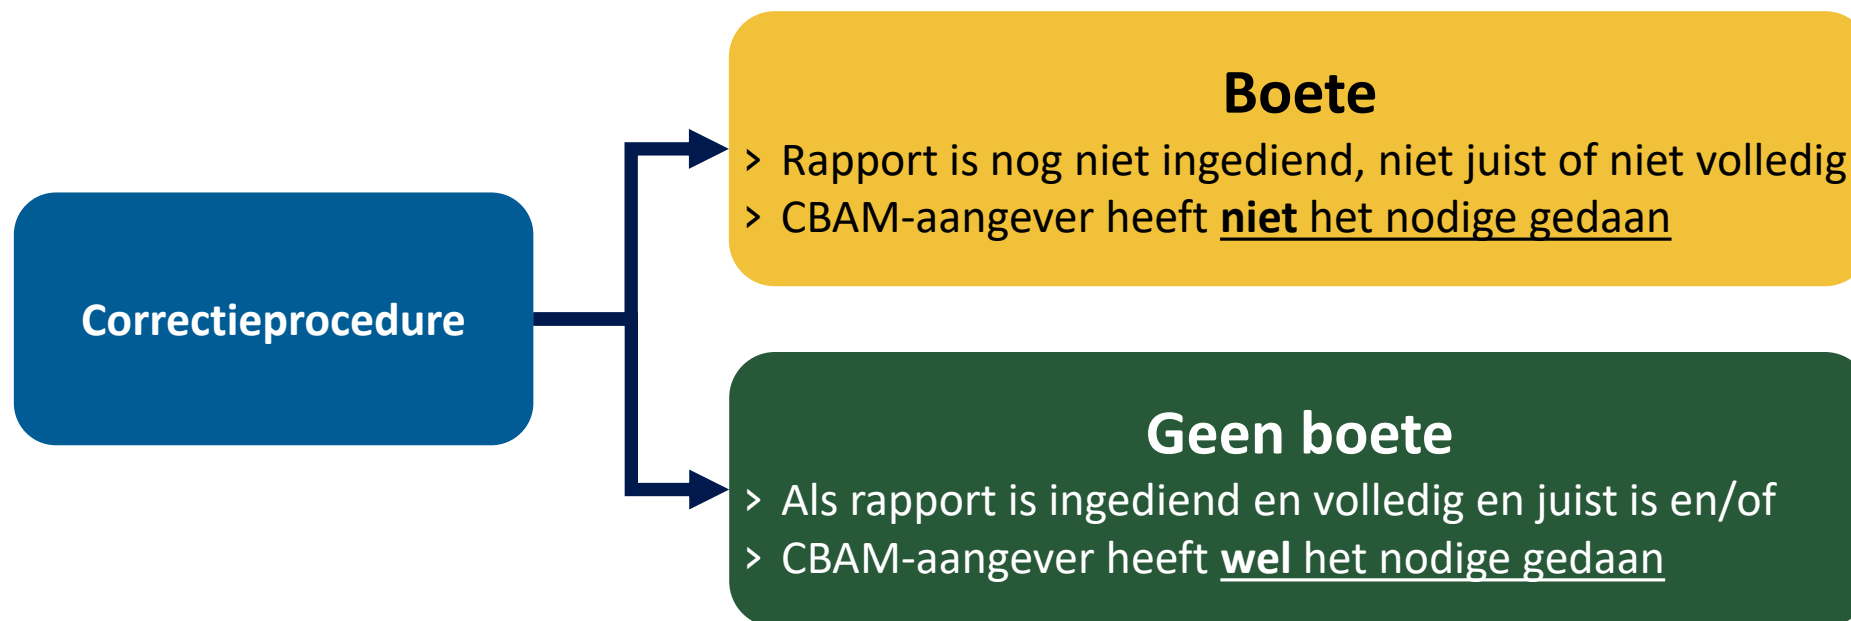 Correctieprocedure
Boete
> Rapport is nog niet ingediend, niet juist of niet volledig
> CBAM-aangever heeft niet het nodige gedaan
Geen boete
> Als rapport is ingediend en volledig en juist is en/of
> CBAM-aangever heeft wel het nodige gedaan